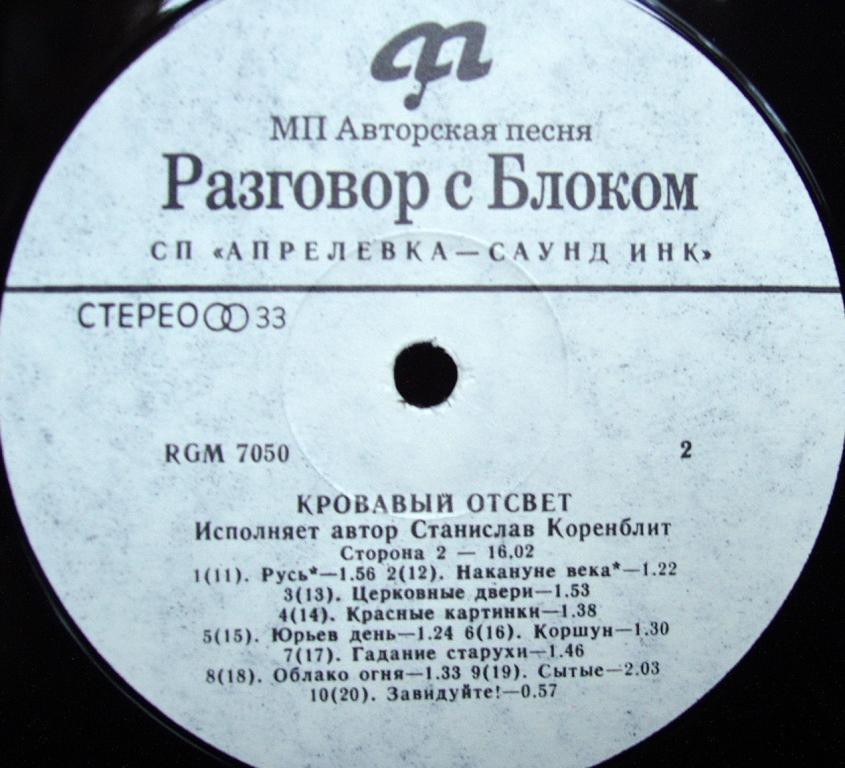 МП Авторская песня
Разговор с Блоком
СП «АПРЕЛЕВКА—САУНД ИНК»
СТЕРЕО 33
RGM 7050 2
КРОВАВЫЙ ОТСВЕТ
Исполняет автор Станислав Коренблит
Сторона 2 — 16.02
1(11). Русь*—1.56 2(12). Накануне века*—1.22
3(13). Церковные двери—1.53
4(14). Красные картинки—1.38
5(15). Юрьев день—1.24 6(16). Коршун—1.30
7(17). Гадание старухи—1.46
8(18). Облако огня—1.33 9(19). Сытые—2.03
10(20). Завидуйте!—0.57